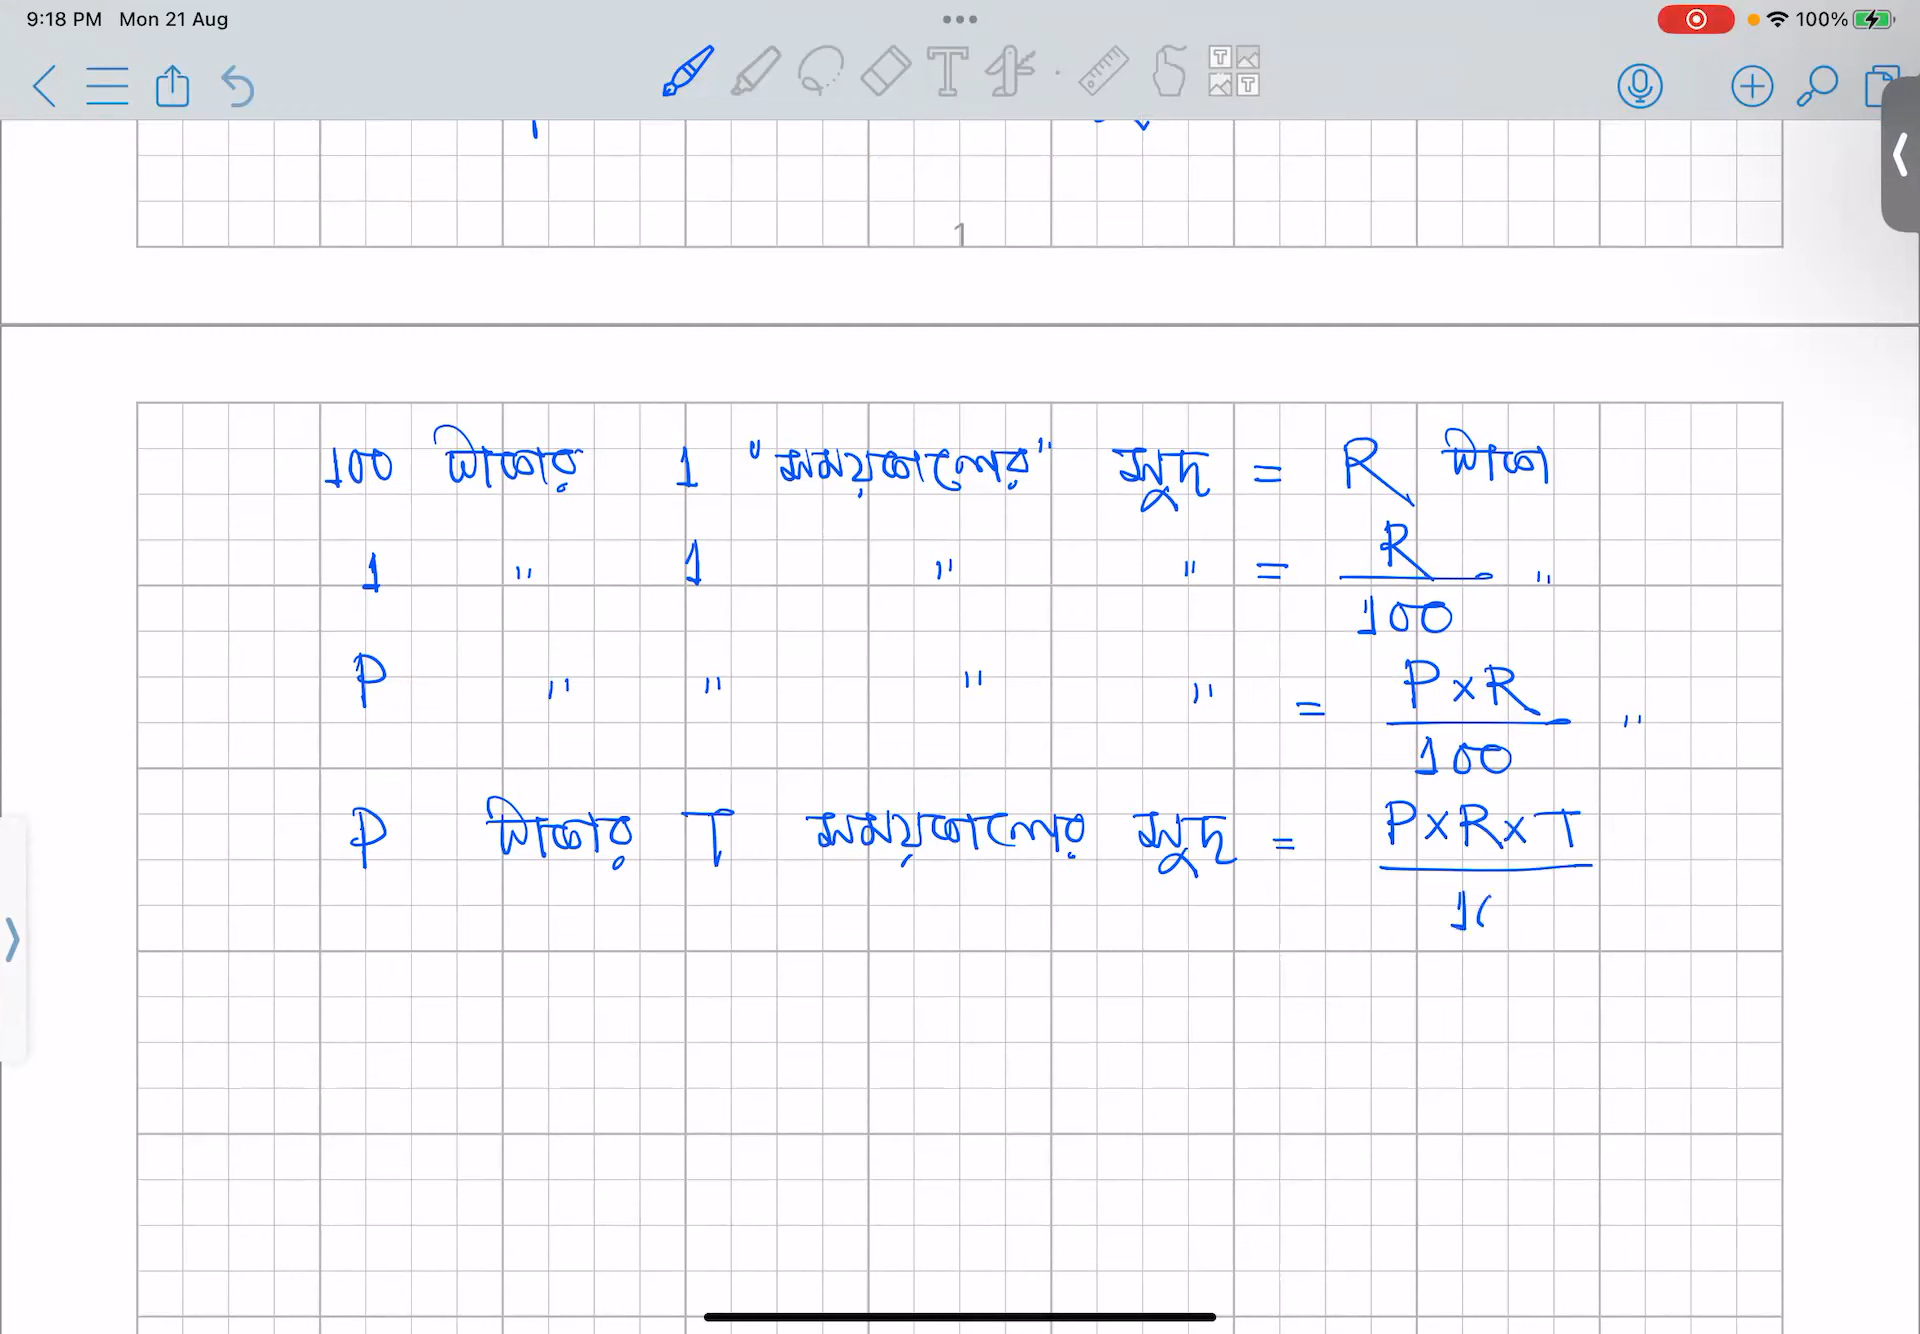 9:18 PM Mon 21 Aug
100%
1
100 টাকার 1 "সময়কালের" সুদ = R টাকা
1 " 1 " " = R/100 "
P " " " " = P×R/100 "
P টাকার T সময়কালের সুদ = P×R×T/1(